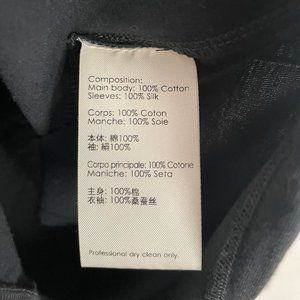 Composition:
Main body: 100% Cotton
Sleeves: 100% Silk
Corps: 100% Coton
Manche: 100% Soie
本体: 綿100%
袖: 絹100%
Corpo principale: 100% Cotone
Maniche: 100% Seta
主身: 100%棉
衣袖: 100%桑蚕丝
Professional dry clean only.